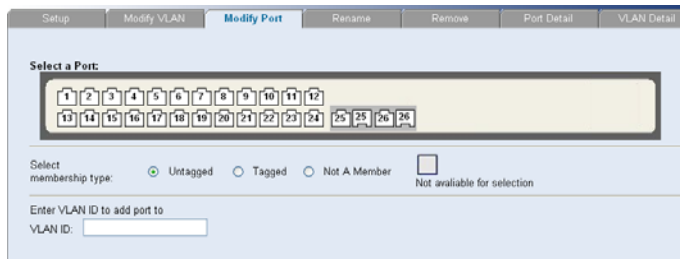 Setup Modify VLAN Modify Port Rename Remove Port Detail VLAN Detail
Select a Port:
1 2 3 4 5 6 7 8 9 10 11 12
13 14 15 16 17 18 19 20 21 22 23 24 25 25 26 26
Select
membership type:
Untagged Tagged Not A Member
Not avaliable for selection
Enter VLAN ID to add port to
VLAN ID: